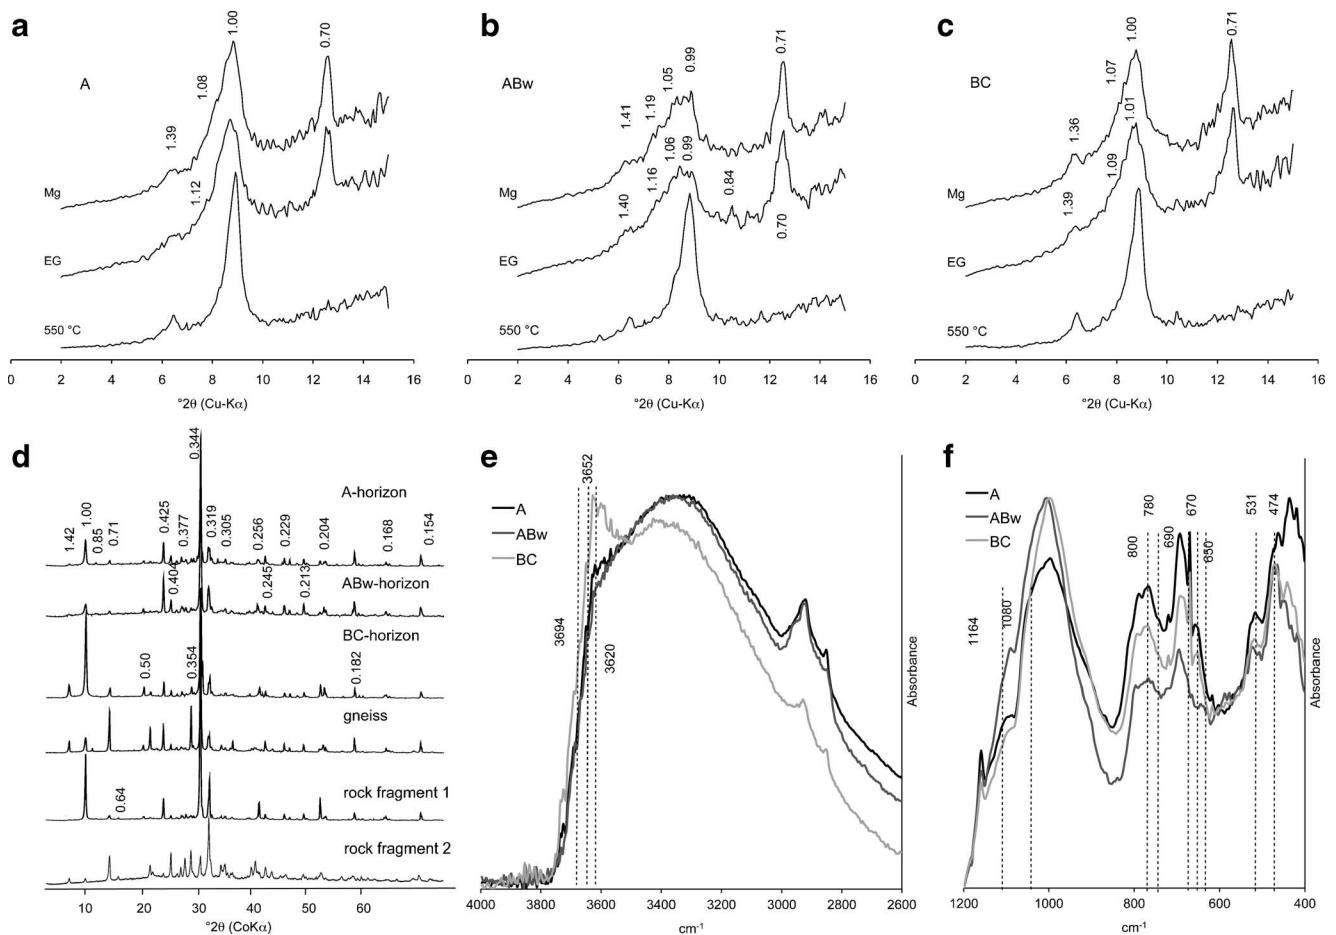 a
A
1.39
1.08
1.00
0.70
Mg
1.12
EG
550 °C
0 2 4 6 8 10 12 14 16
°2θ (Cu-Kα)
b
ABw
1.41
1.19
1.05
0.99
0.71
Mg
1.40
1.16
1.06
0.99
0.84
0.70
EG
550 °C
0 2 4 6 8 10 12 14 16
°2θ (Cu-Kα)
c
BC
1.36
1.07
1.00
0.71
Mg
1.39
1.09
1.01
EG
550 °C
0 2 4 6 8 10 12 14 16
°2θ (Cu-Kα)
d
0.344
A-horizon
1.42
1.00
0.85
0.71
0.425
0.377
0.319
0.305
0.256
0.229
0.204
0.168
0.154
ABw-horizon
0.404
0.245
0.213
BC-horizon
0.50
0.354
0.182
gneiss
rock fragment 1
0.64
rock fragment 2
10 20 30 40 50 60
°2θ (CoKα)
e
A
ABw
BC
3652
3694
3620
4000 3600 3200 2800 2600
cm-1
Absorbance
f
A
ABw
BC
1164
1080
800
780
690
670
650
531
474
1200 1000 800 600 400
cm-1
Absorbance